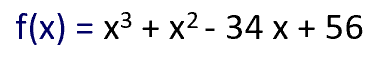 f(x) = x³ + x² - 34 x + 56